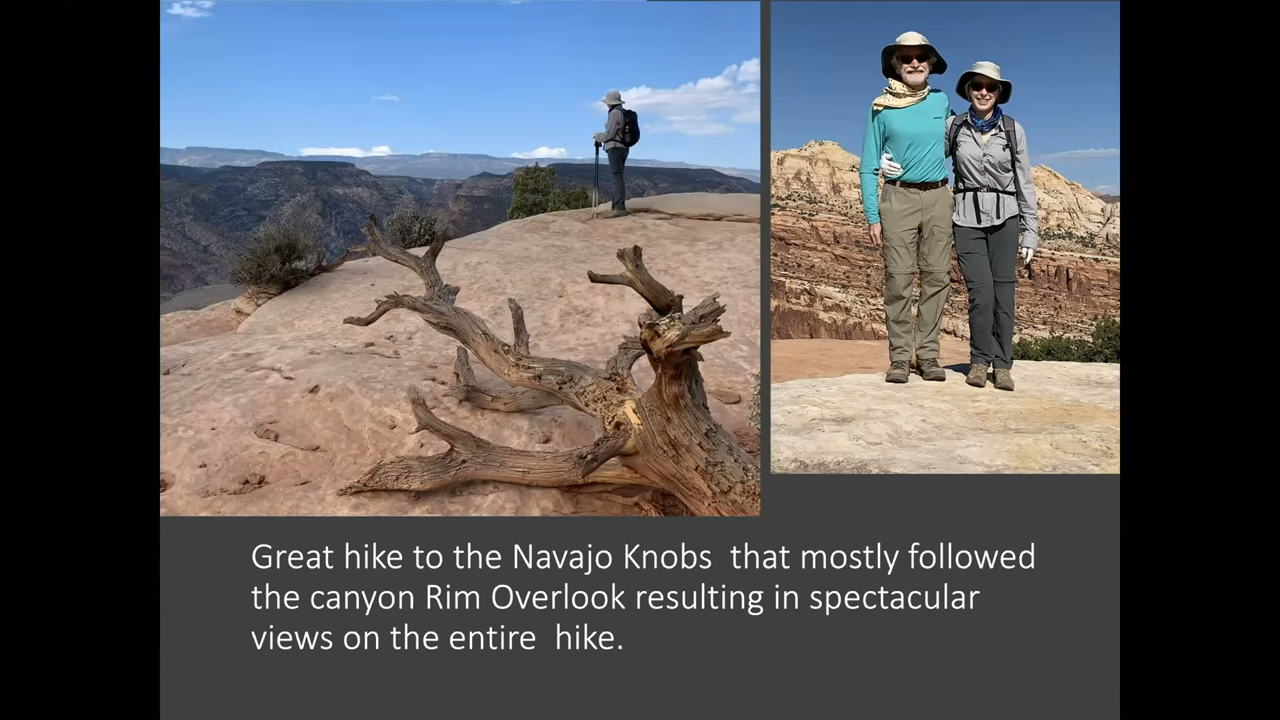 Great hike to the Navajo Knobs  that mostly followed
the canyon Rim Overlook resulting in spectacular
views on the entire  hike.